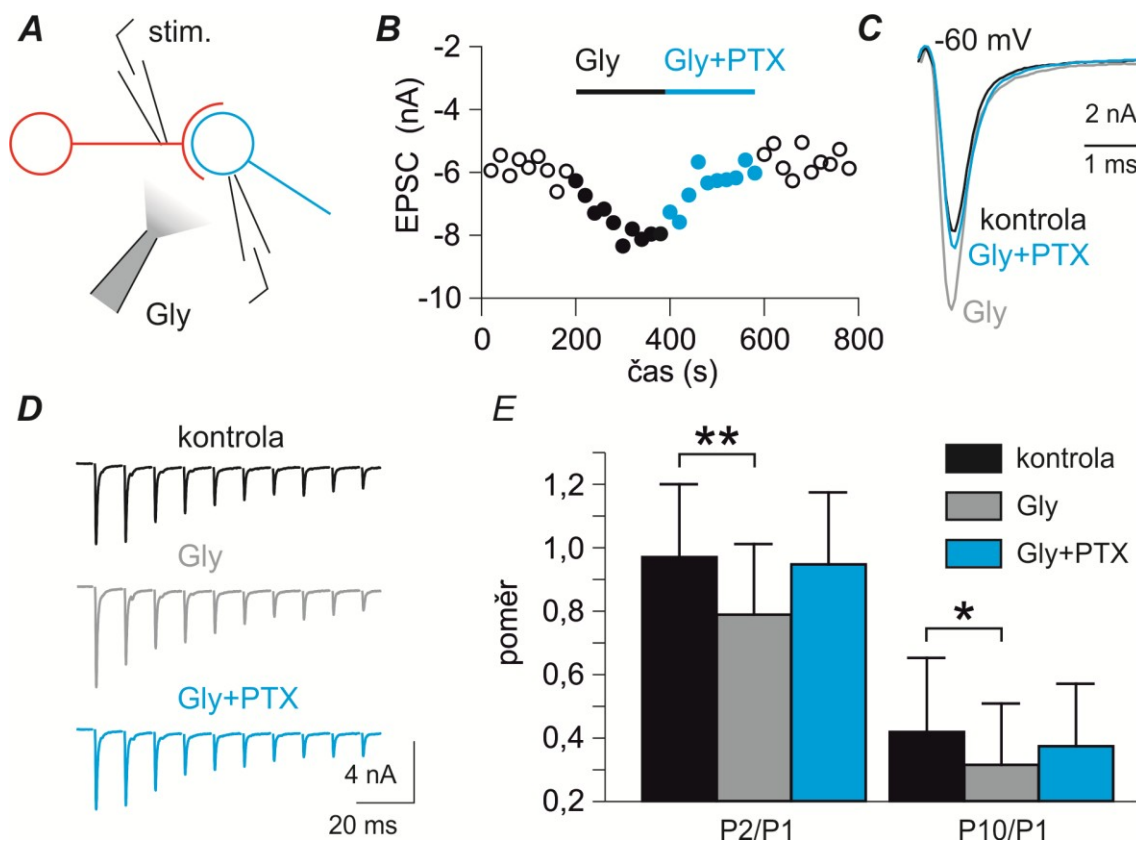 A
stim.
Gly
B
Gly Gly+PTX
EPSC (nA)
-2
-4
-6
-8
-10
0 200 400 600 800
čas (s)
C
-60 mV
2 nA
1 ms
kontrola
Gly+PTX
Gly
D
kontrola
Gly
Gly+PTX
4 nA
20 ms
E
**
*
kontrola
Gly
Gly+PTX
poměr
1,2
1,0
0,8
0,6
0,4
0,2
P2/P1 P10/P1